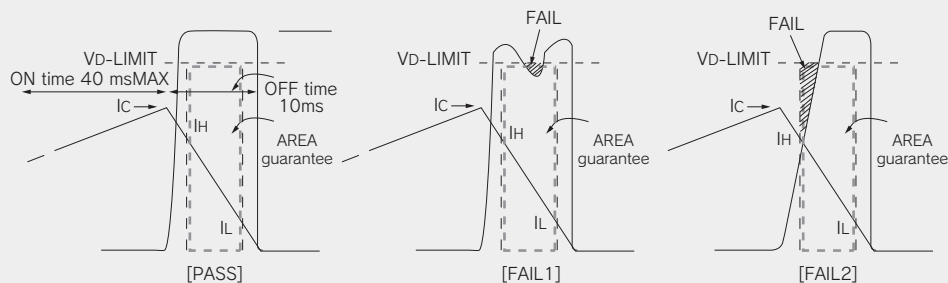 VD-LIMIT
ON time 40 msMAX
OFF time
10ms
IC
IH
AREA
guarantee
IL
[PASS]
FAIL
VD-LIMIT
IC
IH
AREA
guarantee
IL
[FAIL1]
FAIL
VD-LIMIT
IC
IH
AREA
guarantee
IL
[FAIL2]